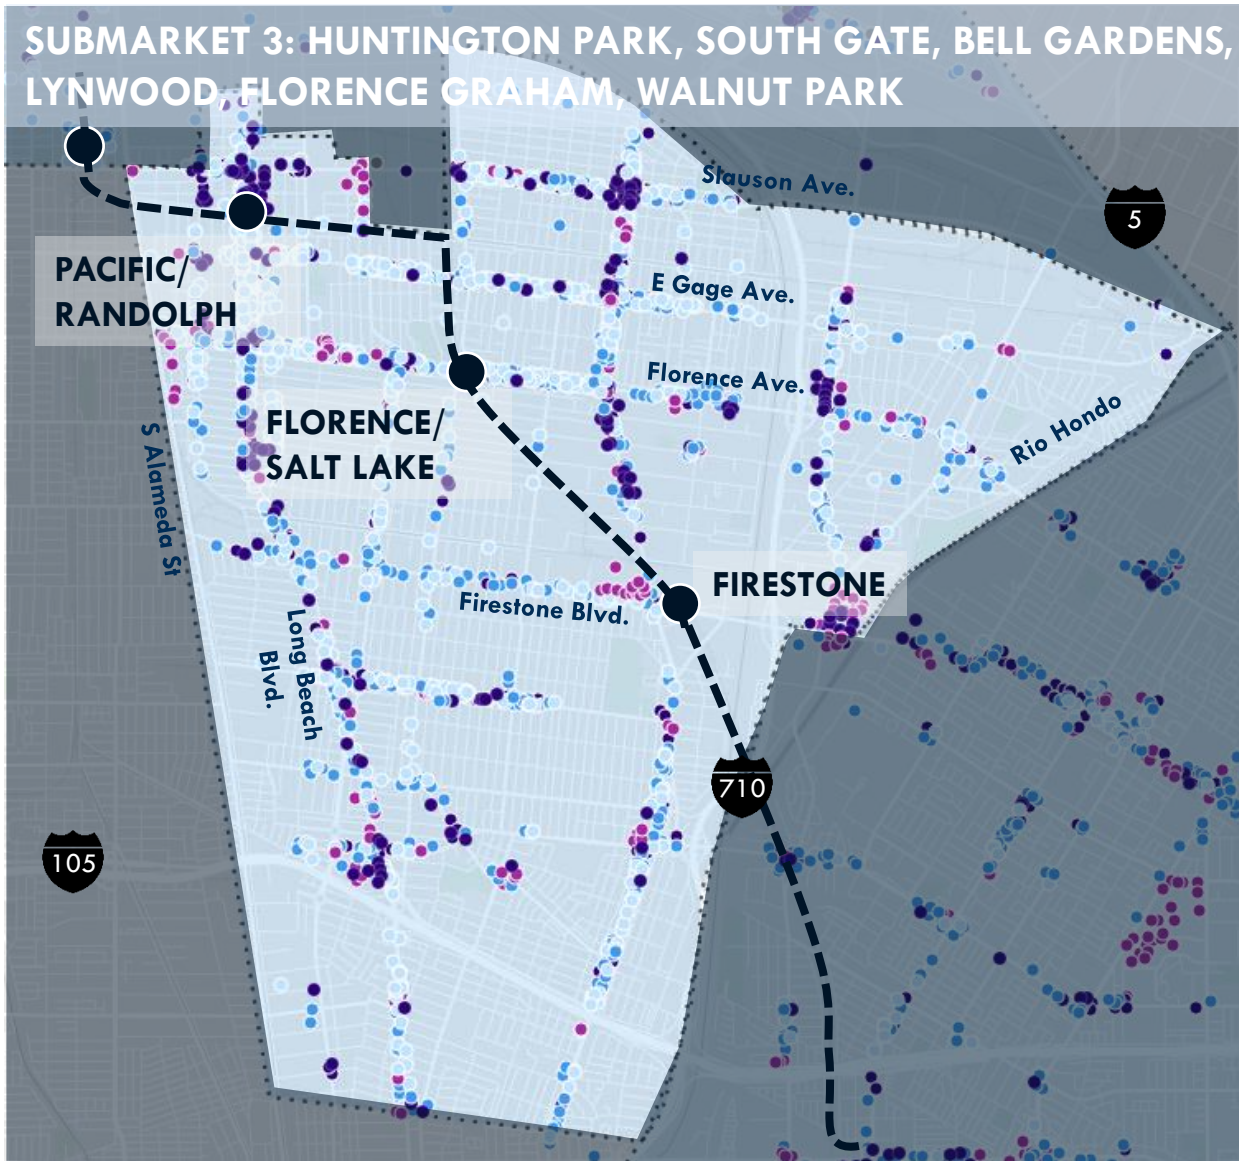 SUBMARKET 3: HUNTINGTON PARK, SOUTH GATE, BELL GARDENS,
LYNWOOD, FLORENCE GRAHAM, WALNUT PARK
Slauson Ave.
5
PACIFIC/
RANDOLPH
E Gage Ave.
Florence Ave.
FLORENCE/
SALT LAKE
Rio Hondo
S Alameda St
FIRESTONE
Firestone Blvd.
Long Beach
Blvd.
710
105